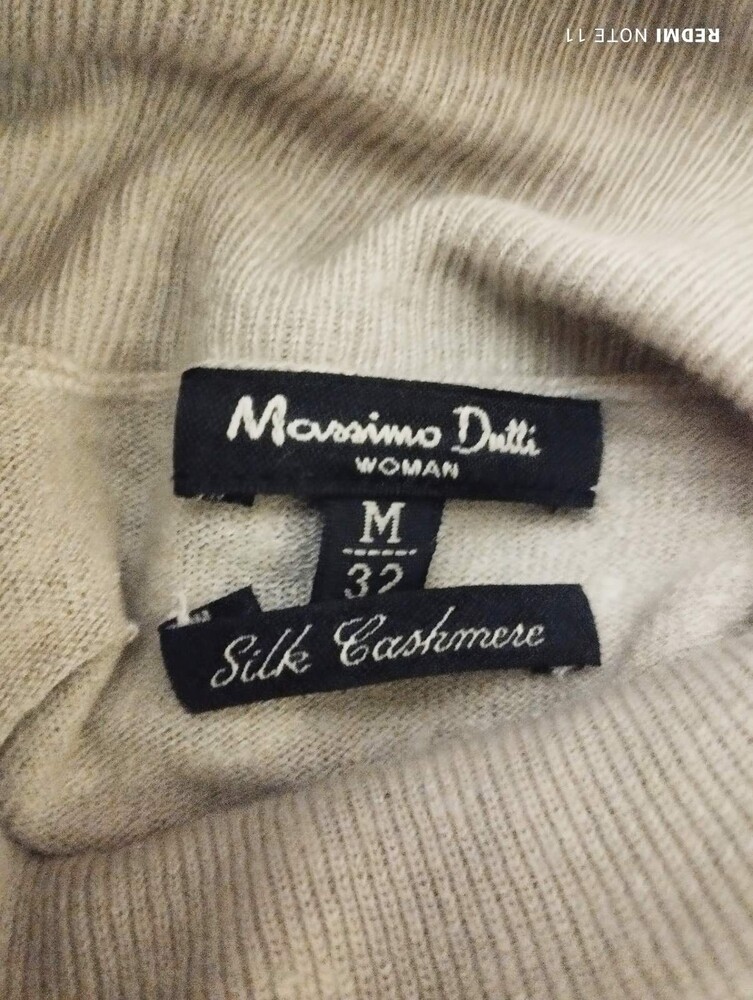 REDMI NOTE 11
Massimo Dutti
WOMAN
M
32
Silk Cashmere